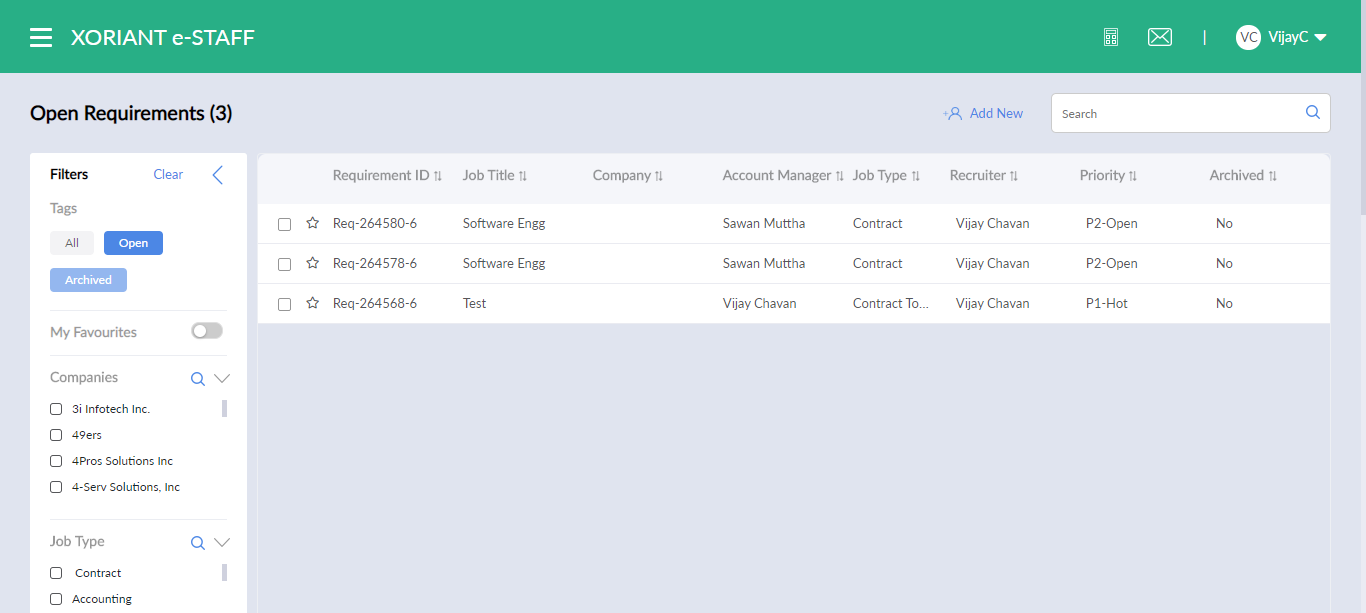 XORIANT e-STAFF
VC VijayC
Open Requirements (3)
Add New
Search
Filters Clear
Tags
All Open
Archived
My Favourites
Companies
3i Infotech Inc.
49ers
4Pros Solutions Inc
4-Serv Solutions, Inc
Job Type
Contract
Accounting
Requirement ID Job Title Company Account Manager Job Type Recruiter Priority Archived
Req-264580-6 Software Engg Sawan Muttha Contract Vijay Chavan P2-Open No
Req-264578-6 Software Engg Sawan Muttha Contract Vijay Chavan P2-Open No
Req-264568-6 Test Vijay Chavan Contract To... Vijay Chavan P1-Hot No